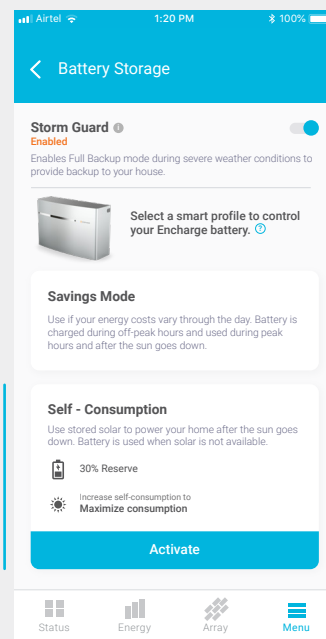 Airtel 1:20 PM 100%
Battery Storage
Storm Guard
Enabled
Enables Full Backup mode during severe weather conditions to
provide backup to your house.
Select a smart profile to control
your Encharge battery.
Savings Mode
Use if your energy costs vary through the day. Battery is
charged during off-peak hours and used during peak
hours and after the sun goes down.
Self - Consumption
Use stored solar to power your home after the sun goes
down. Battery is used when solar is not available.
30% Reserve
Increase self-consumption to
Maximize consumption
Activate
Status Energy Array Menu